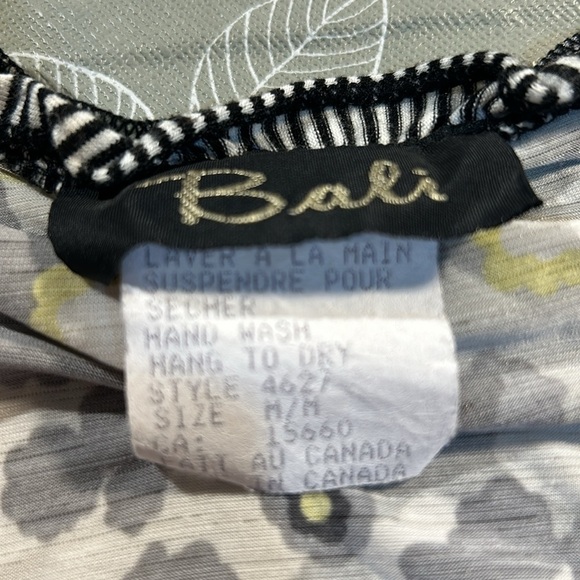 Bali
LAVER A LA MAIN
SUSPENDRE POUR
SECHER
HAND WASH
HANG TO DRY
STYLE 4627
SIZE M/M
CA: 15660
FAIT AU CANADA
IN CANADA